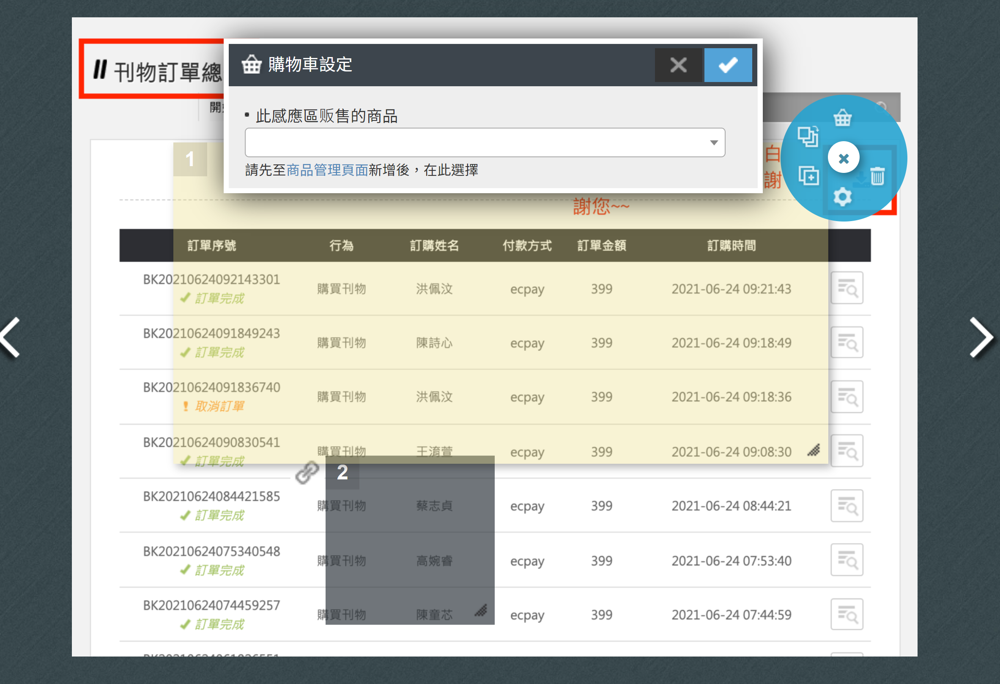 刊物訂單總
購物車設定
此感應區販售的商品
請先至商品管理頁面新增後，在此選擇
白
謝
謝您~~
1
訂單序號 行為 訂購姓名 付款方式 訂單金額 訂購時間
BK20210624092143301 購買刊物 洪佩汶 ecpay 399 2021-06-24 09:21:43
訂單完成
BK20210624091849243 購買刊物 陳詩心 ecpay 399 2021-06-24 09:18:49
訂單完成
BK20210624091836740 購買刊物 洪佩汶 ecpay 399 2021-06-24 09:18:36
取消訂單
BK20210624090830541 購買刊物 王淯萱 ecpay 399 2021-06-24 09:08:30
訂單完成
2
BK20210624084421585 購買刊物 蔡志貞 ecpay 399 2021-06-24 08:44:21
訂單完成
BK20210624075340548 購買刊物 高婉睿 ecpay 399 2021-06-24 07:53:40
訂單完成
BK20210624074459257 購買刊物 陳童芯 ecpay 399 2021-06-24 07:44:59
訂單完成